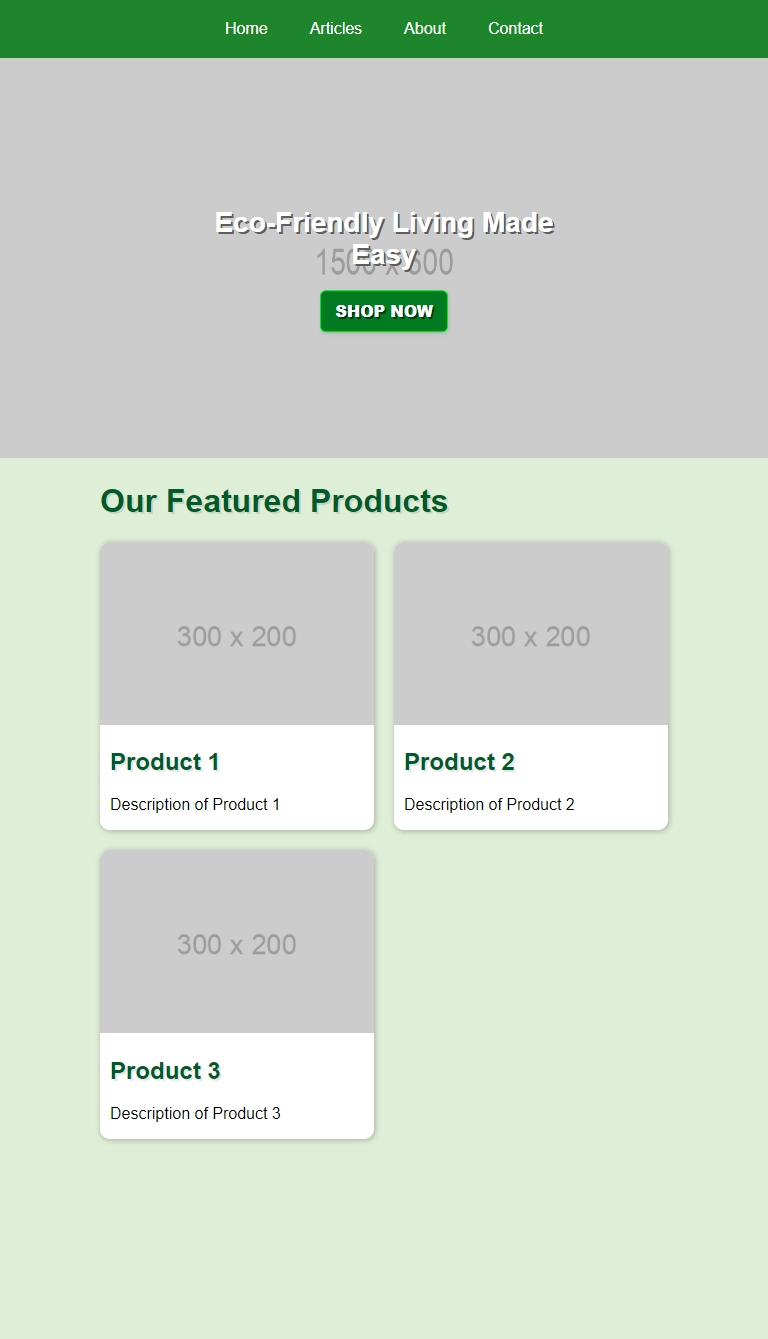 Home Articles About Contact
Eco-Friendly Living Made
Easy
1500 x 600
SHOP NOW
Our Featured Products
300 x 200 300 x 200
Product 1 Product 2
Description of Product 1 Description of Product 2
300 x 200
Product 3
Description of Product 3